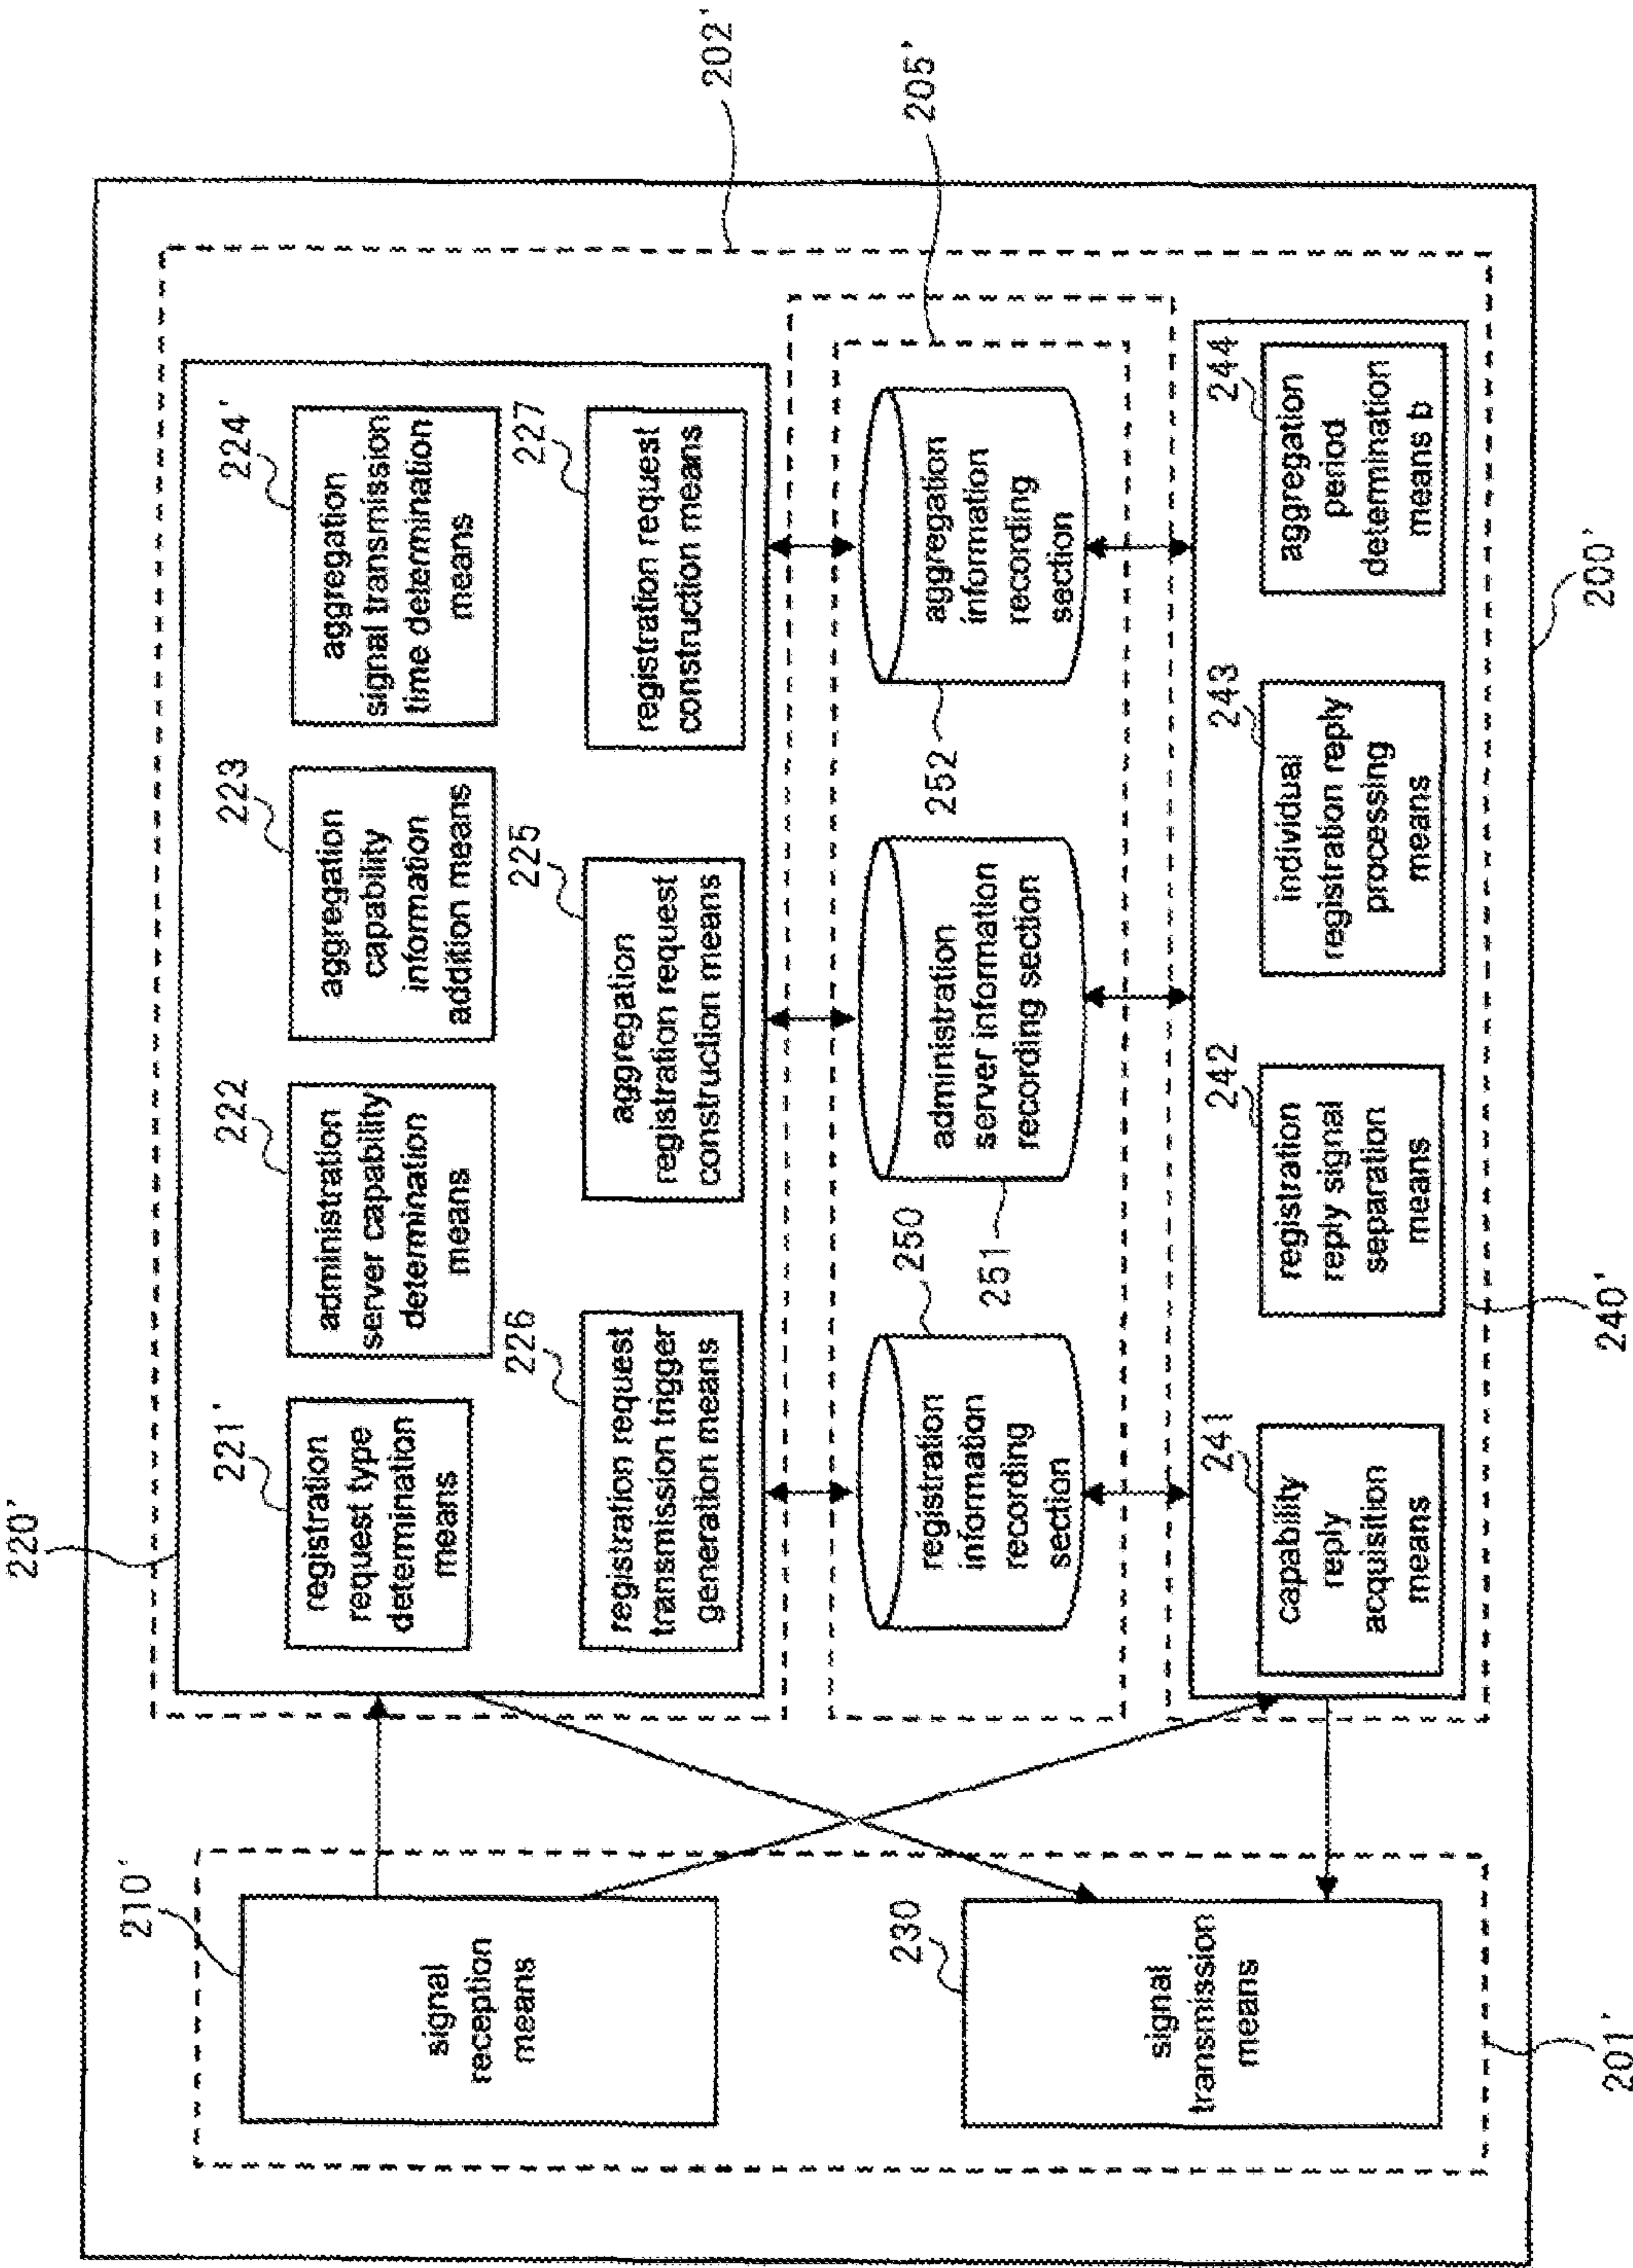 220'
202'
221'
registration
request type
determination
means
222
administration
server capability
determination
means
223
aggregation
capability
information
addition means
224'
aggregation
signal transmission
time determination
means
226
registration request
transmission trigger
generation means
225
aggregation
registration request
construction means
227
registration request
construction means
205'
210'
signal
reception
means
250
registration
information
recording
section
251
administration
server information
recording section
252
aggregation
information
recording
section
230
signal
transmission
means
241
capability
reply
acquisition
means
242
registration
reply signal
separation
means
243
individual
registration reply
processing
means
244
aggregation
period
determination
means b
201'
240'
200'